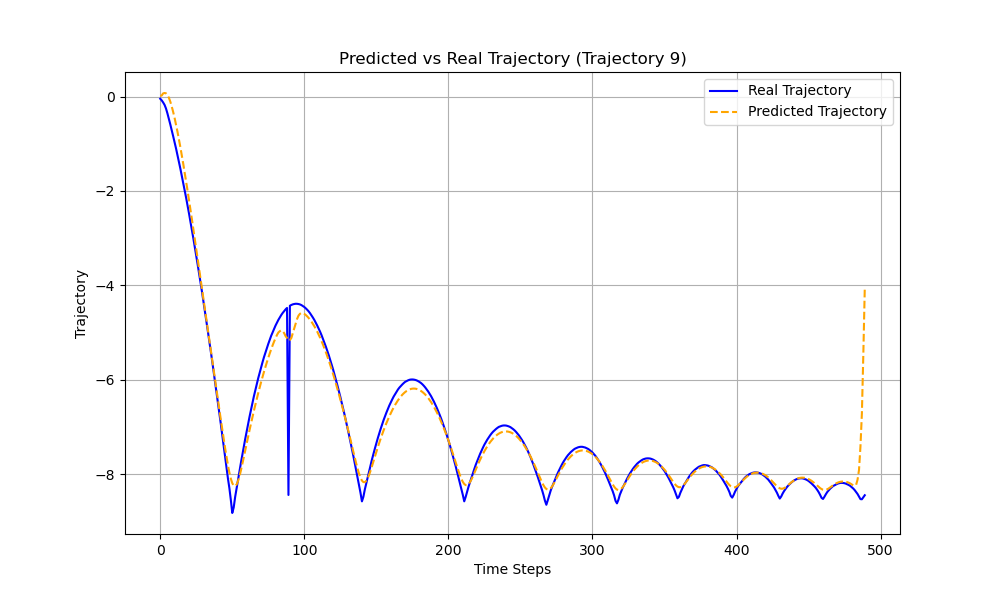 Predicted vs Real Trajectory (Trajectory 9)
Real Trajectory
Predicted Trajectory
Trajectory
0
−2
−4
−6
−8
0 100 200 300 400 500
Time Steps